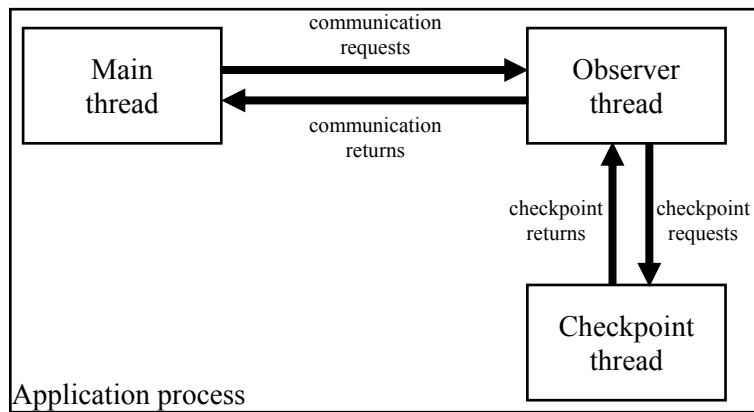 communication
requests
Main
thread
Observer
thread
communication
returns
checkpoint
returns
checkpoint
requests
Checkpoint
thread
Application process